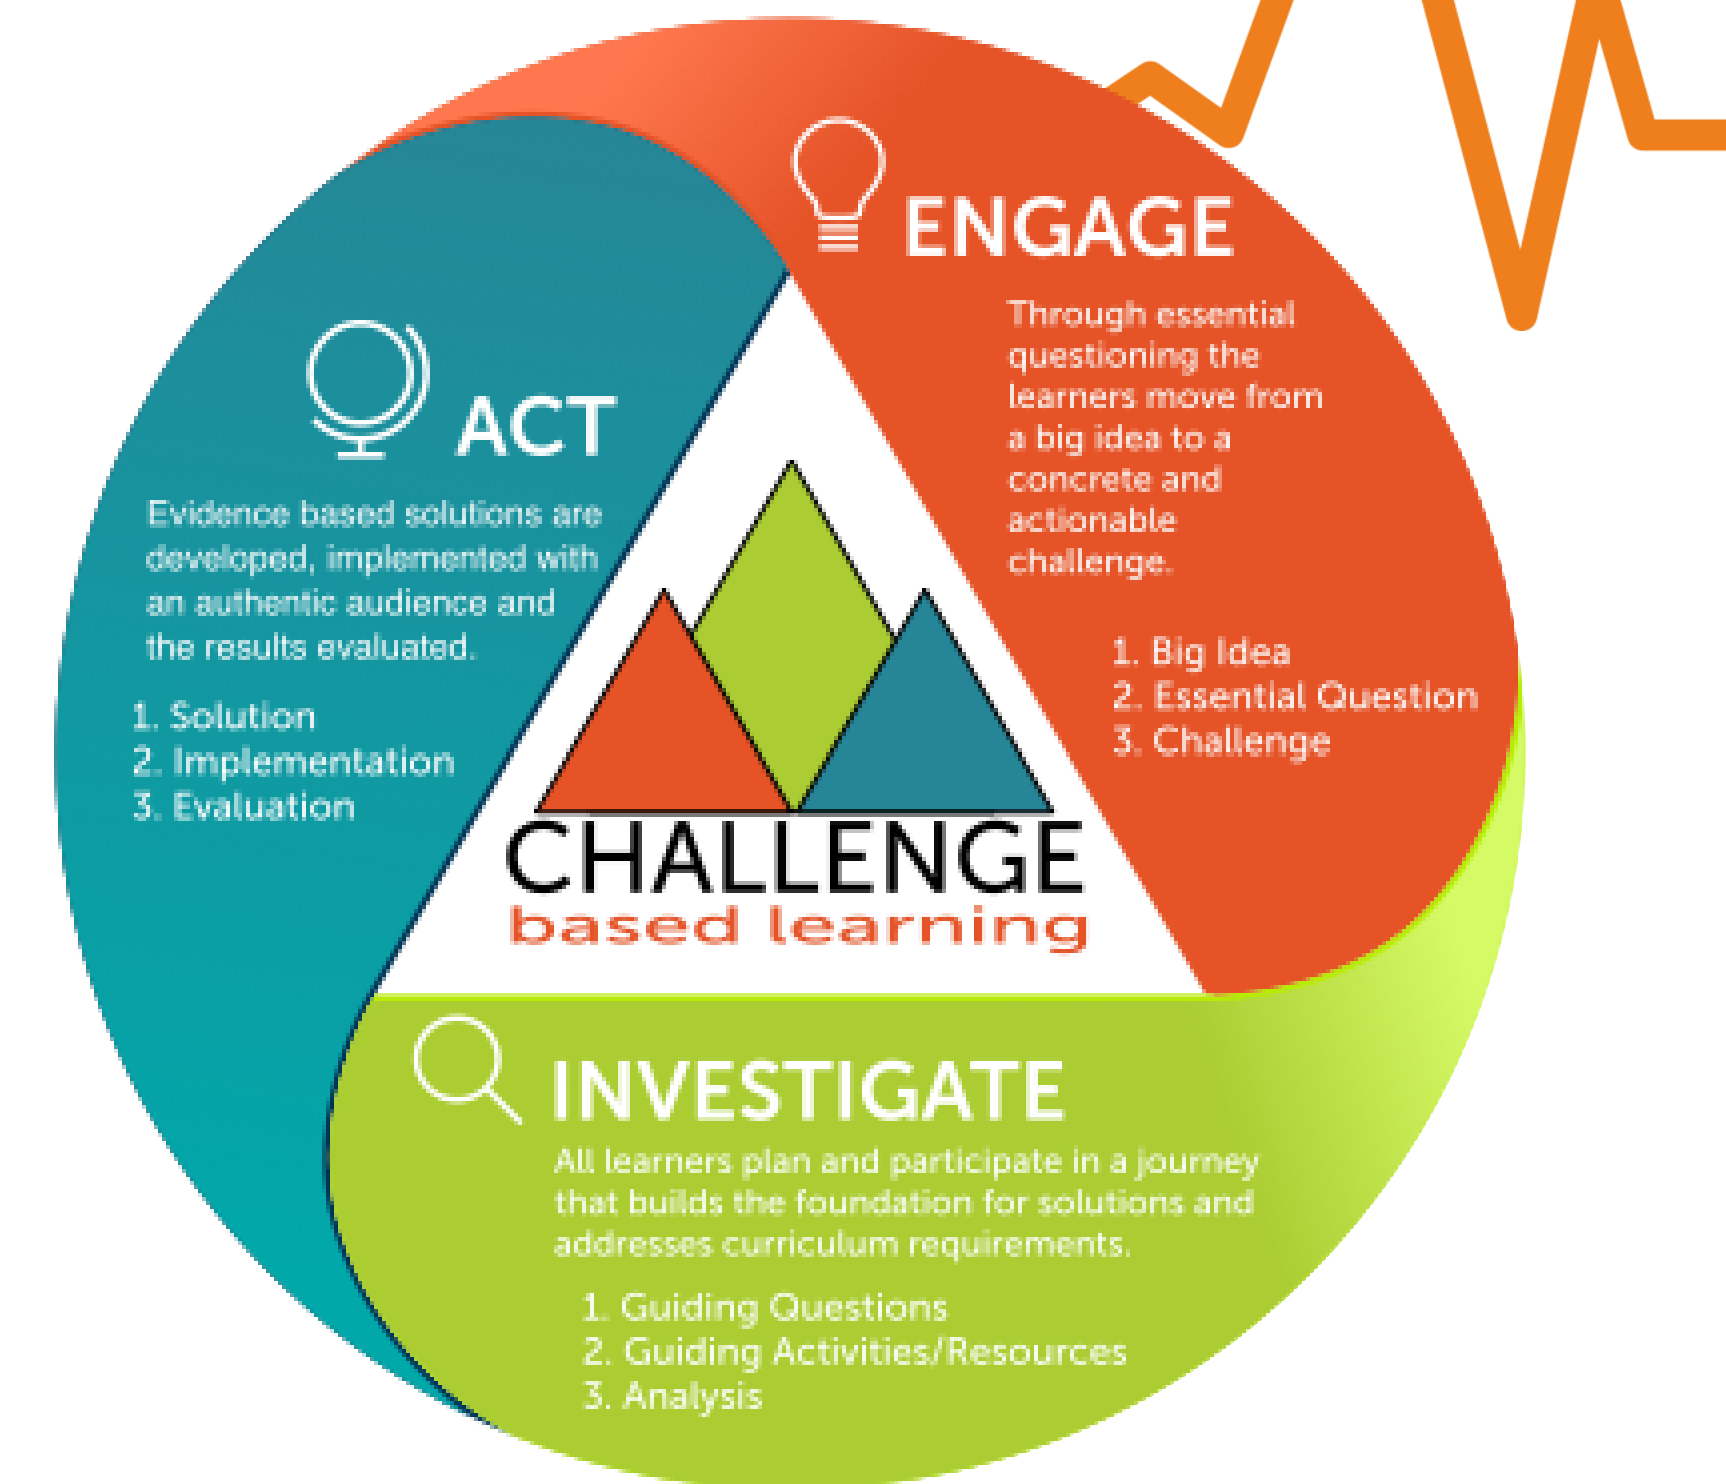 ENGAGE
Through essential
questioning the
learners move from
a big idea to a
concrete and
actionable
challenge.
1. Big Idea
2. Essential Question
3. Challenge
ACT
Evidence based solutions are
developed, implemented with
an authentic audience and
the results evaluated.
1. Solution
2. Implementation
3. Evaluation
CHALLENGE
based learning
INVESTIGATE
All learners plan and participate in a journey
that builds the foundation for solutions and
addresses curriculum requirements.
1. Guiding Questions
2. Guiding Activities/Resources
3. Analysis